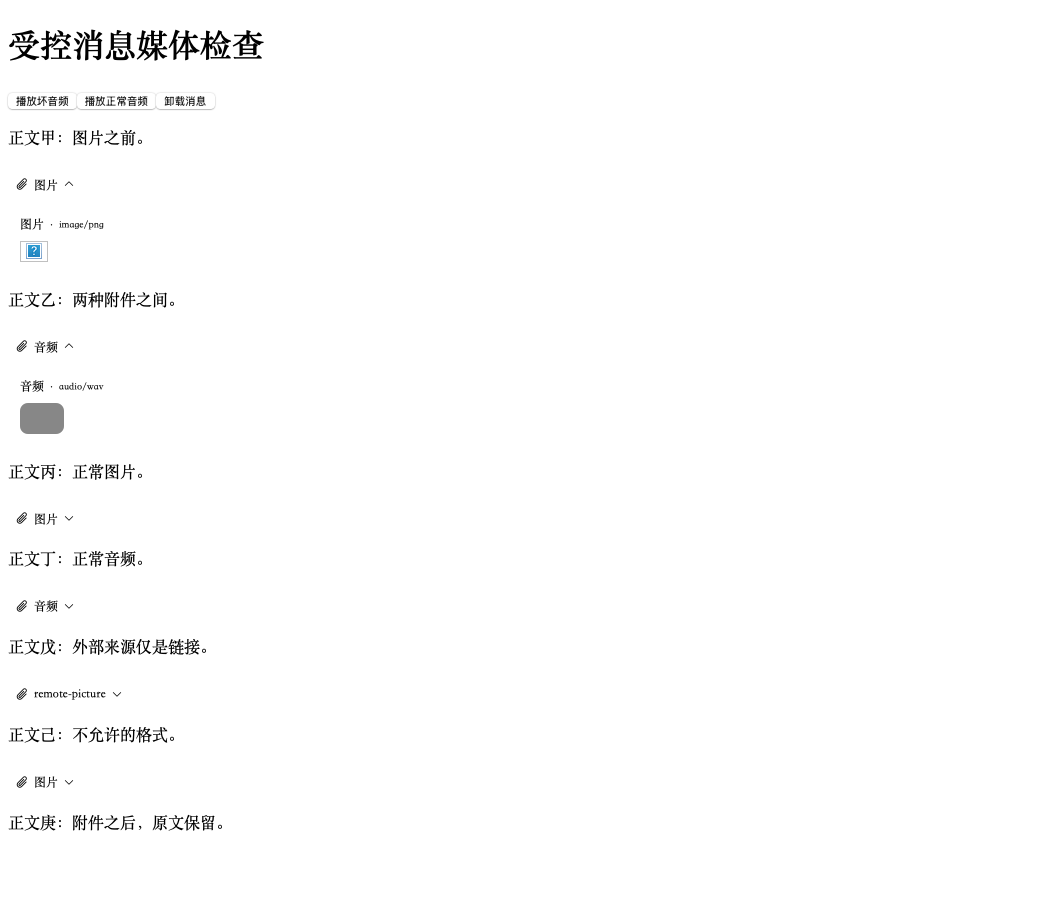 受控消息媒体检查
播放坏音频 播放正常音频 卸载消息
正文甲：图片之前。
图片
图片 · image/png
?
正文乙：两种附件之间。
音频
音频 · audio/wav
正文丙：正常图片。
图片
正文丁：正常音频。
音频
正文戊：外部来源仅是链接。
remote-picture
正文己：不允许的格式。
图片
正文庚：附件之后，原文保留。